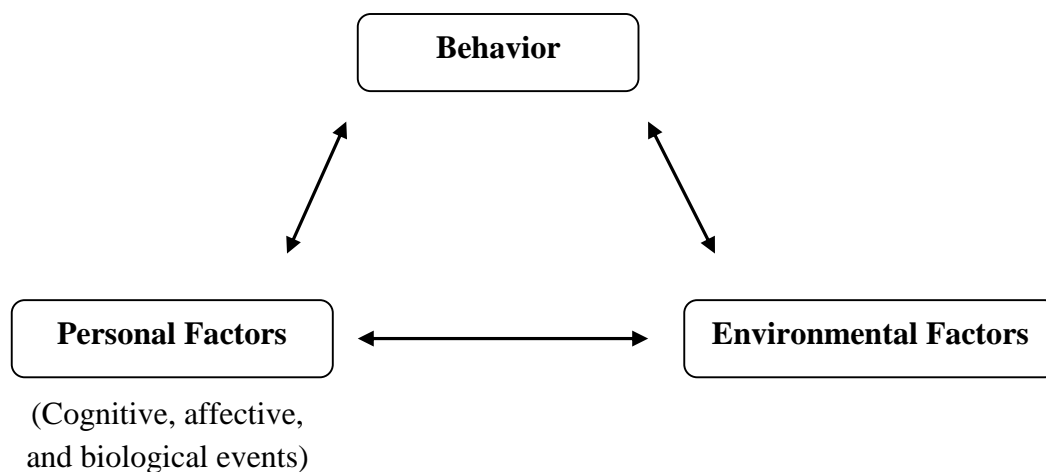 Behavior
Personal Factors
Environmental Factors
(Cognitive, affective,
and biological events)